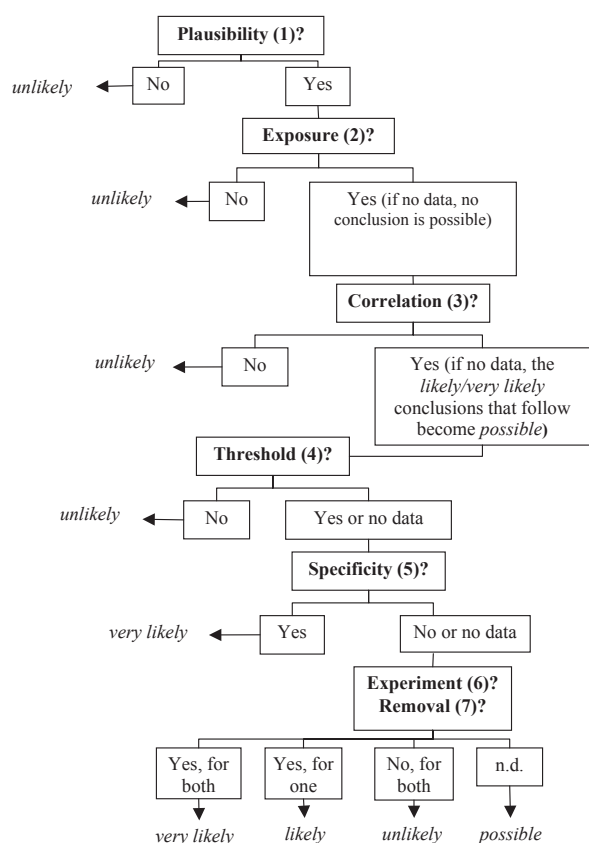 Plausibility (1)?
unlikely
No
Yes
Exposure (2)?
unlikely
No
Yes (if no data, no
conclusion is possible)
Correlation (3)?
unlikely
No
Yes (if no data, the
likely/very likely
conclusions that follow
become possible)
Threshold (4)?
unlikely
No
Yes or no data
Specificity (5)?
very likely
Yes
No or no data
Experiment (6)?
Removal (7)?
Yes, for
both
Yes, for
one
No, for
both
n.d.
very likely
likely
unlikely
possible